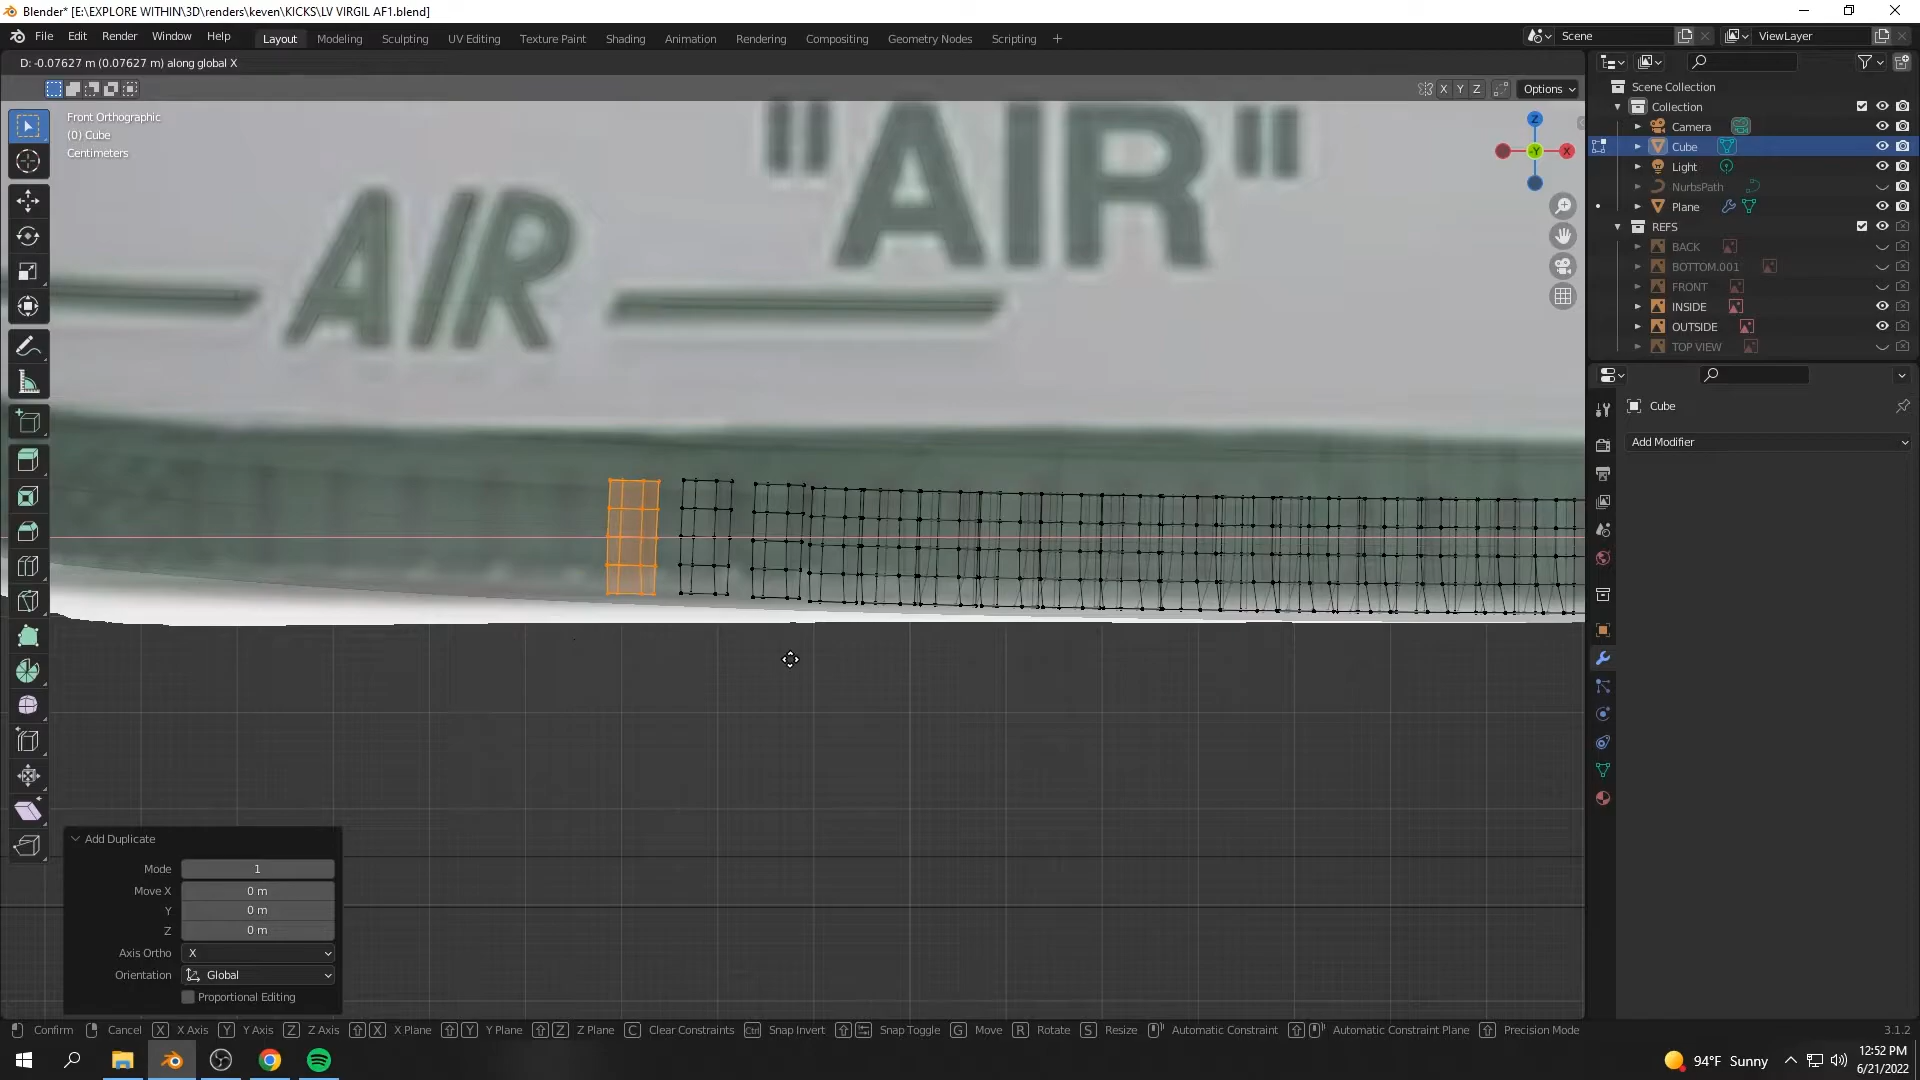 Blender* [E:\EXPLORE WITHIN\3D\renders\keven\KICKS\LV VIRGIL AF1.blend]
File Edit Render Window Help Layout Modeling Sculpting UV Editing Texture Paint Shading Animation Rendering Compositing Geometry Nodes Scripting + Scene ViewLayer
D: -0.07627 m (0.07627 m) along global X
X Y Z Options
Front Orthographic
(0) Cube
Centimeters
"AIR"
AIR
Z
-Y
X
Scene Collection
Collection
Camera
Cube
Light
NurbsPath
Plane
REFS
BACK
BOTTOM.001
FRONT
INSIDE
OUTSIDE
TOP VIEW
Cube
Add Modifier
Add Duplicate
Mode 1
Move X 0 m
Y 0 m
Z 0 m
Axis Ortho X
Orientation Global
Proportional Editing
Confirm Cancel X X Axis Y Y Axis Z Z Axis X X Plane Y Y Plane Z Z Plane C Clear Constraints Ctrl Snap Invert Snap Toggle G Move R Rotate S Resize Automatic Constraint Automatic Constraint Plane Precision Mode 3.1.2
94°F Sunny
12:52 PM
6/21/2022